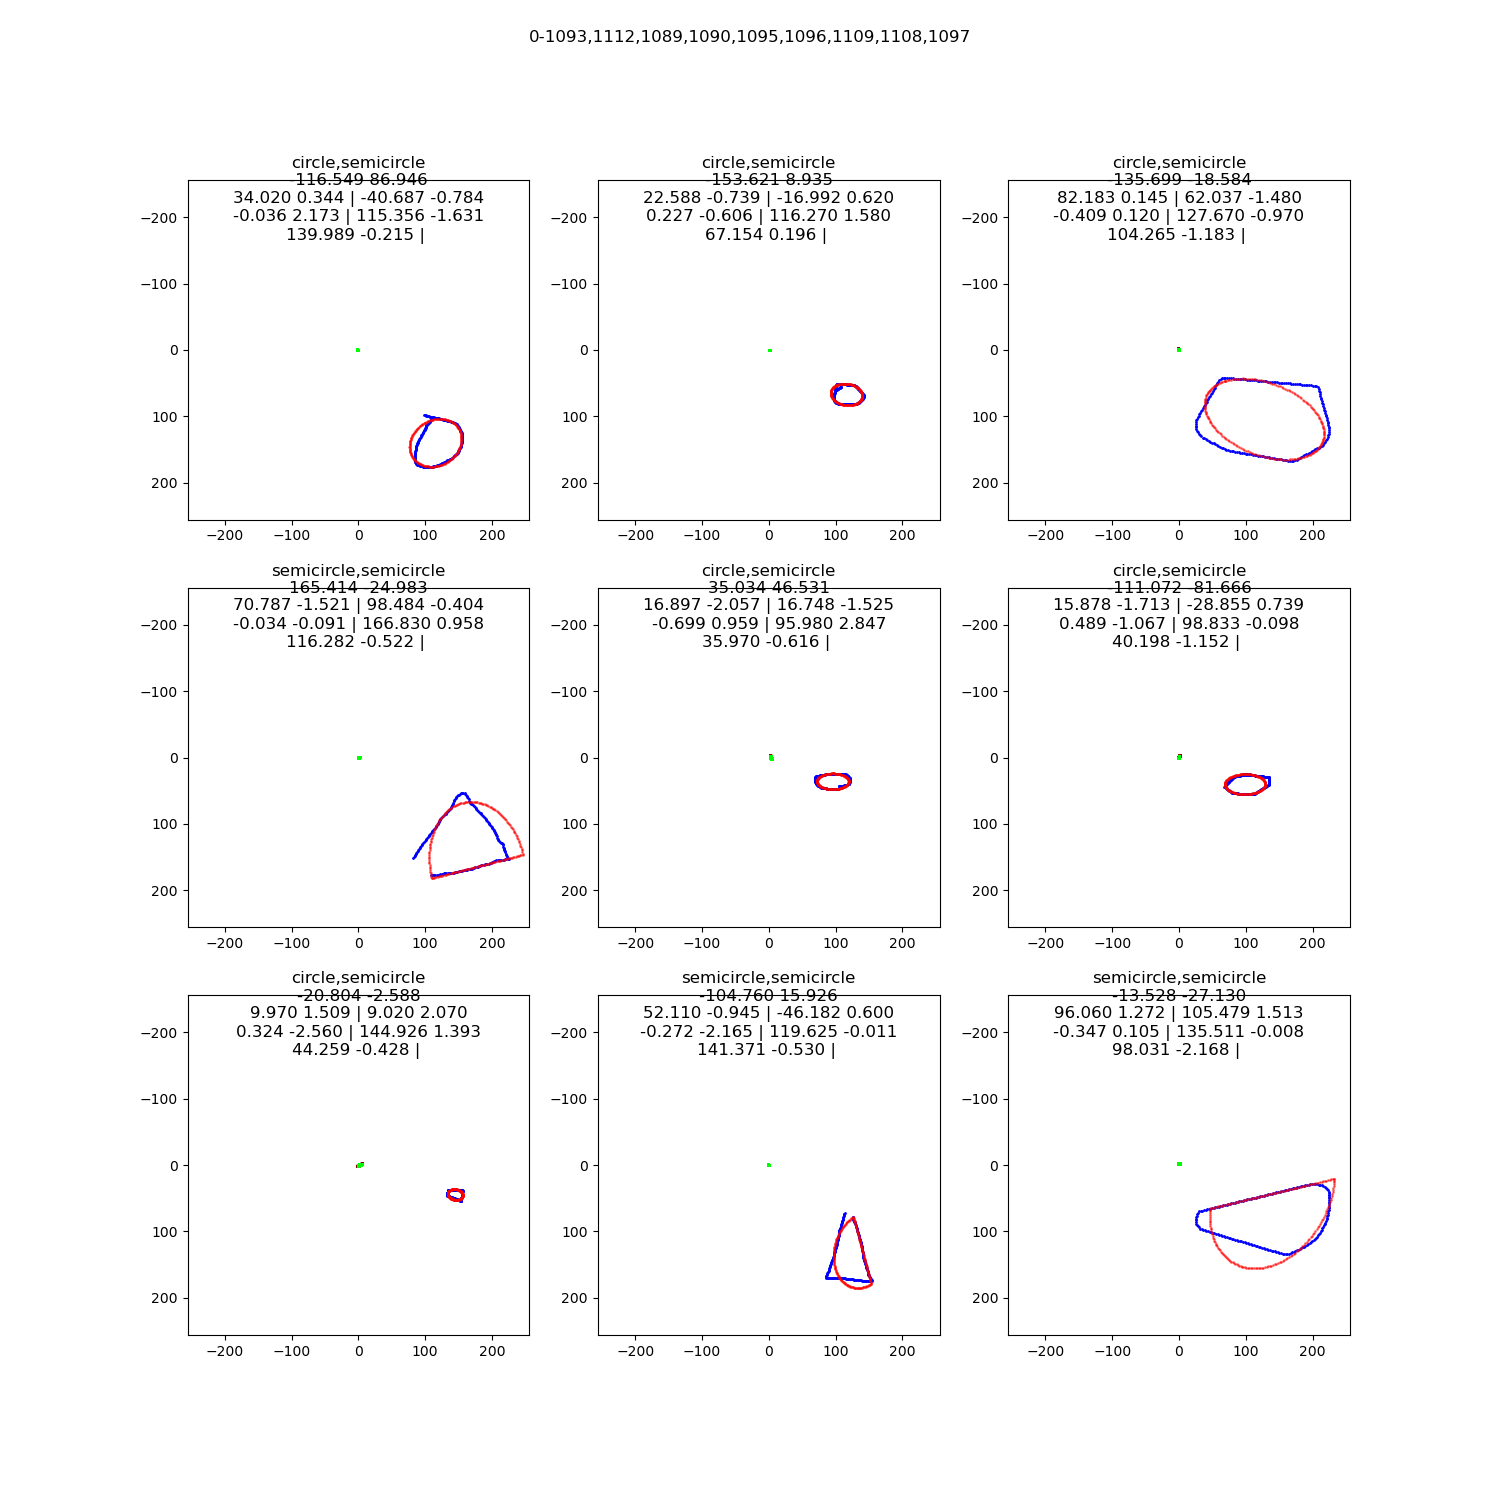 0-1093,1112,1089,1090,1095,1096,1109,1108,1097
circle,semicircle
-116.549 86.946
34.020 0.344 | -40.687 -0.784
-0.036 2.173 | 115.356 -1.631
139.989 -0.215 |
−200
−100
0
100
200
−200 −100 0 100 200
circle,semicircle
-153.621 8.935
22.588 -0.739 | -16.992 0.620
0.227 -0.606 | 116.270 1.580
67.154 0.196 |
−200
−100
0
100
200
−200 −100 0 100 200
circle,semicircle
-135.699 -18.584
82.183 0.145 | 62.037 -1.480
-0.409 0.120 | 127.670 -0.970
104.265 -1.183 |
−200
−100
0
100
200
−200 −100 0 100 200
semicircle,semicircle
165.414 -24.983
70.787 -1.521 | 98.484 -0.404
-0.034 -0.091 | 166.830 0.958
116.282 -0.522 |
−200
−100
0
100
200
−200 −100 0 100 200
circle,semicircle
35.034 46.531
16.897 -2.057 | 16.748 -1.525
-0.699 0.959 | 95.980 2.847
35.970 -0.616 |
−200
−100
0
100
200
−200 −100 0 100 200
circle,semicircle
-111.072 -81.666
15.878 -1.713 | -28.855 0.739
0.489 -1.067 | 98.833 -0.098
40.198 -1.152 |
−200
−100
0
100
200
−200 −100 0 100 200
circle,semicircle
-20.804 -2.588
9.970 1.509 | 9.020 2.070
0.324 -2.560 | 144.926 1.393
44.259 -0.428 |
−200
−100
0
100
200
−200 −100 0 100 200
semicircle,semicircle
-104.760 15.926
52.110 -0.945 | -46.182 0.600
-0.272 -2.165 | 119.625 -0.011
141.371 -0.530 |
−200
−100
0
100
200
−200 −100 0 100 200
semicircle,semicircle
-13.528 -27.130
96.060 1.272 | 105.479 1.513
-0.347 0.105 | 135.511 -0.008
98.031 -2.168 |
−200
−100
0
100
200
−200 −100 0 100 200